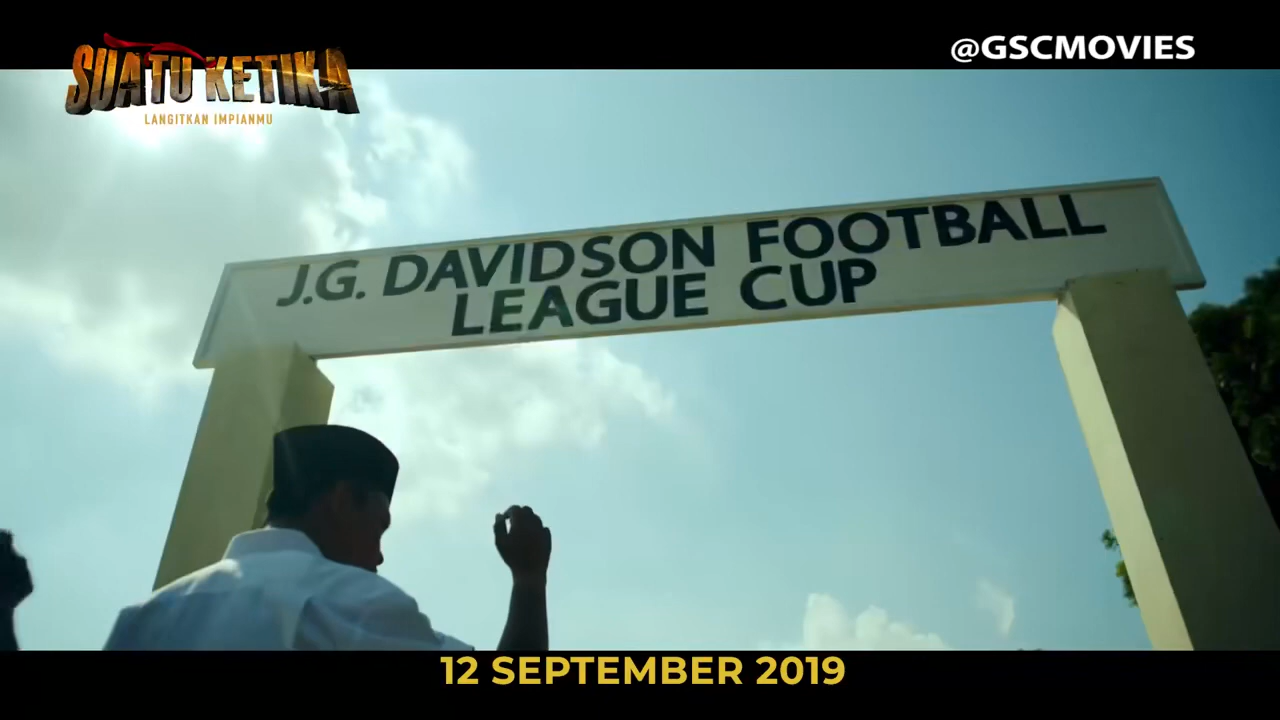 SUATU KETIKA
LANGITKAN IMPIANMU
@GSCMOVIES
J.G. DAVIDSON FOOTBALL
LEAGUE CUP
12 SEPTEMBER 2019